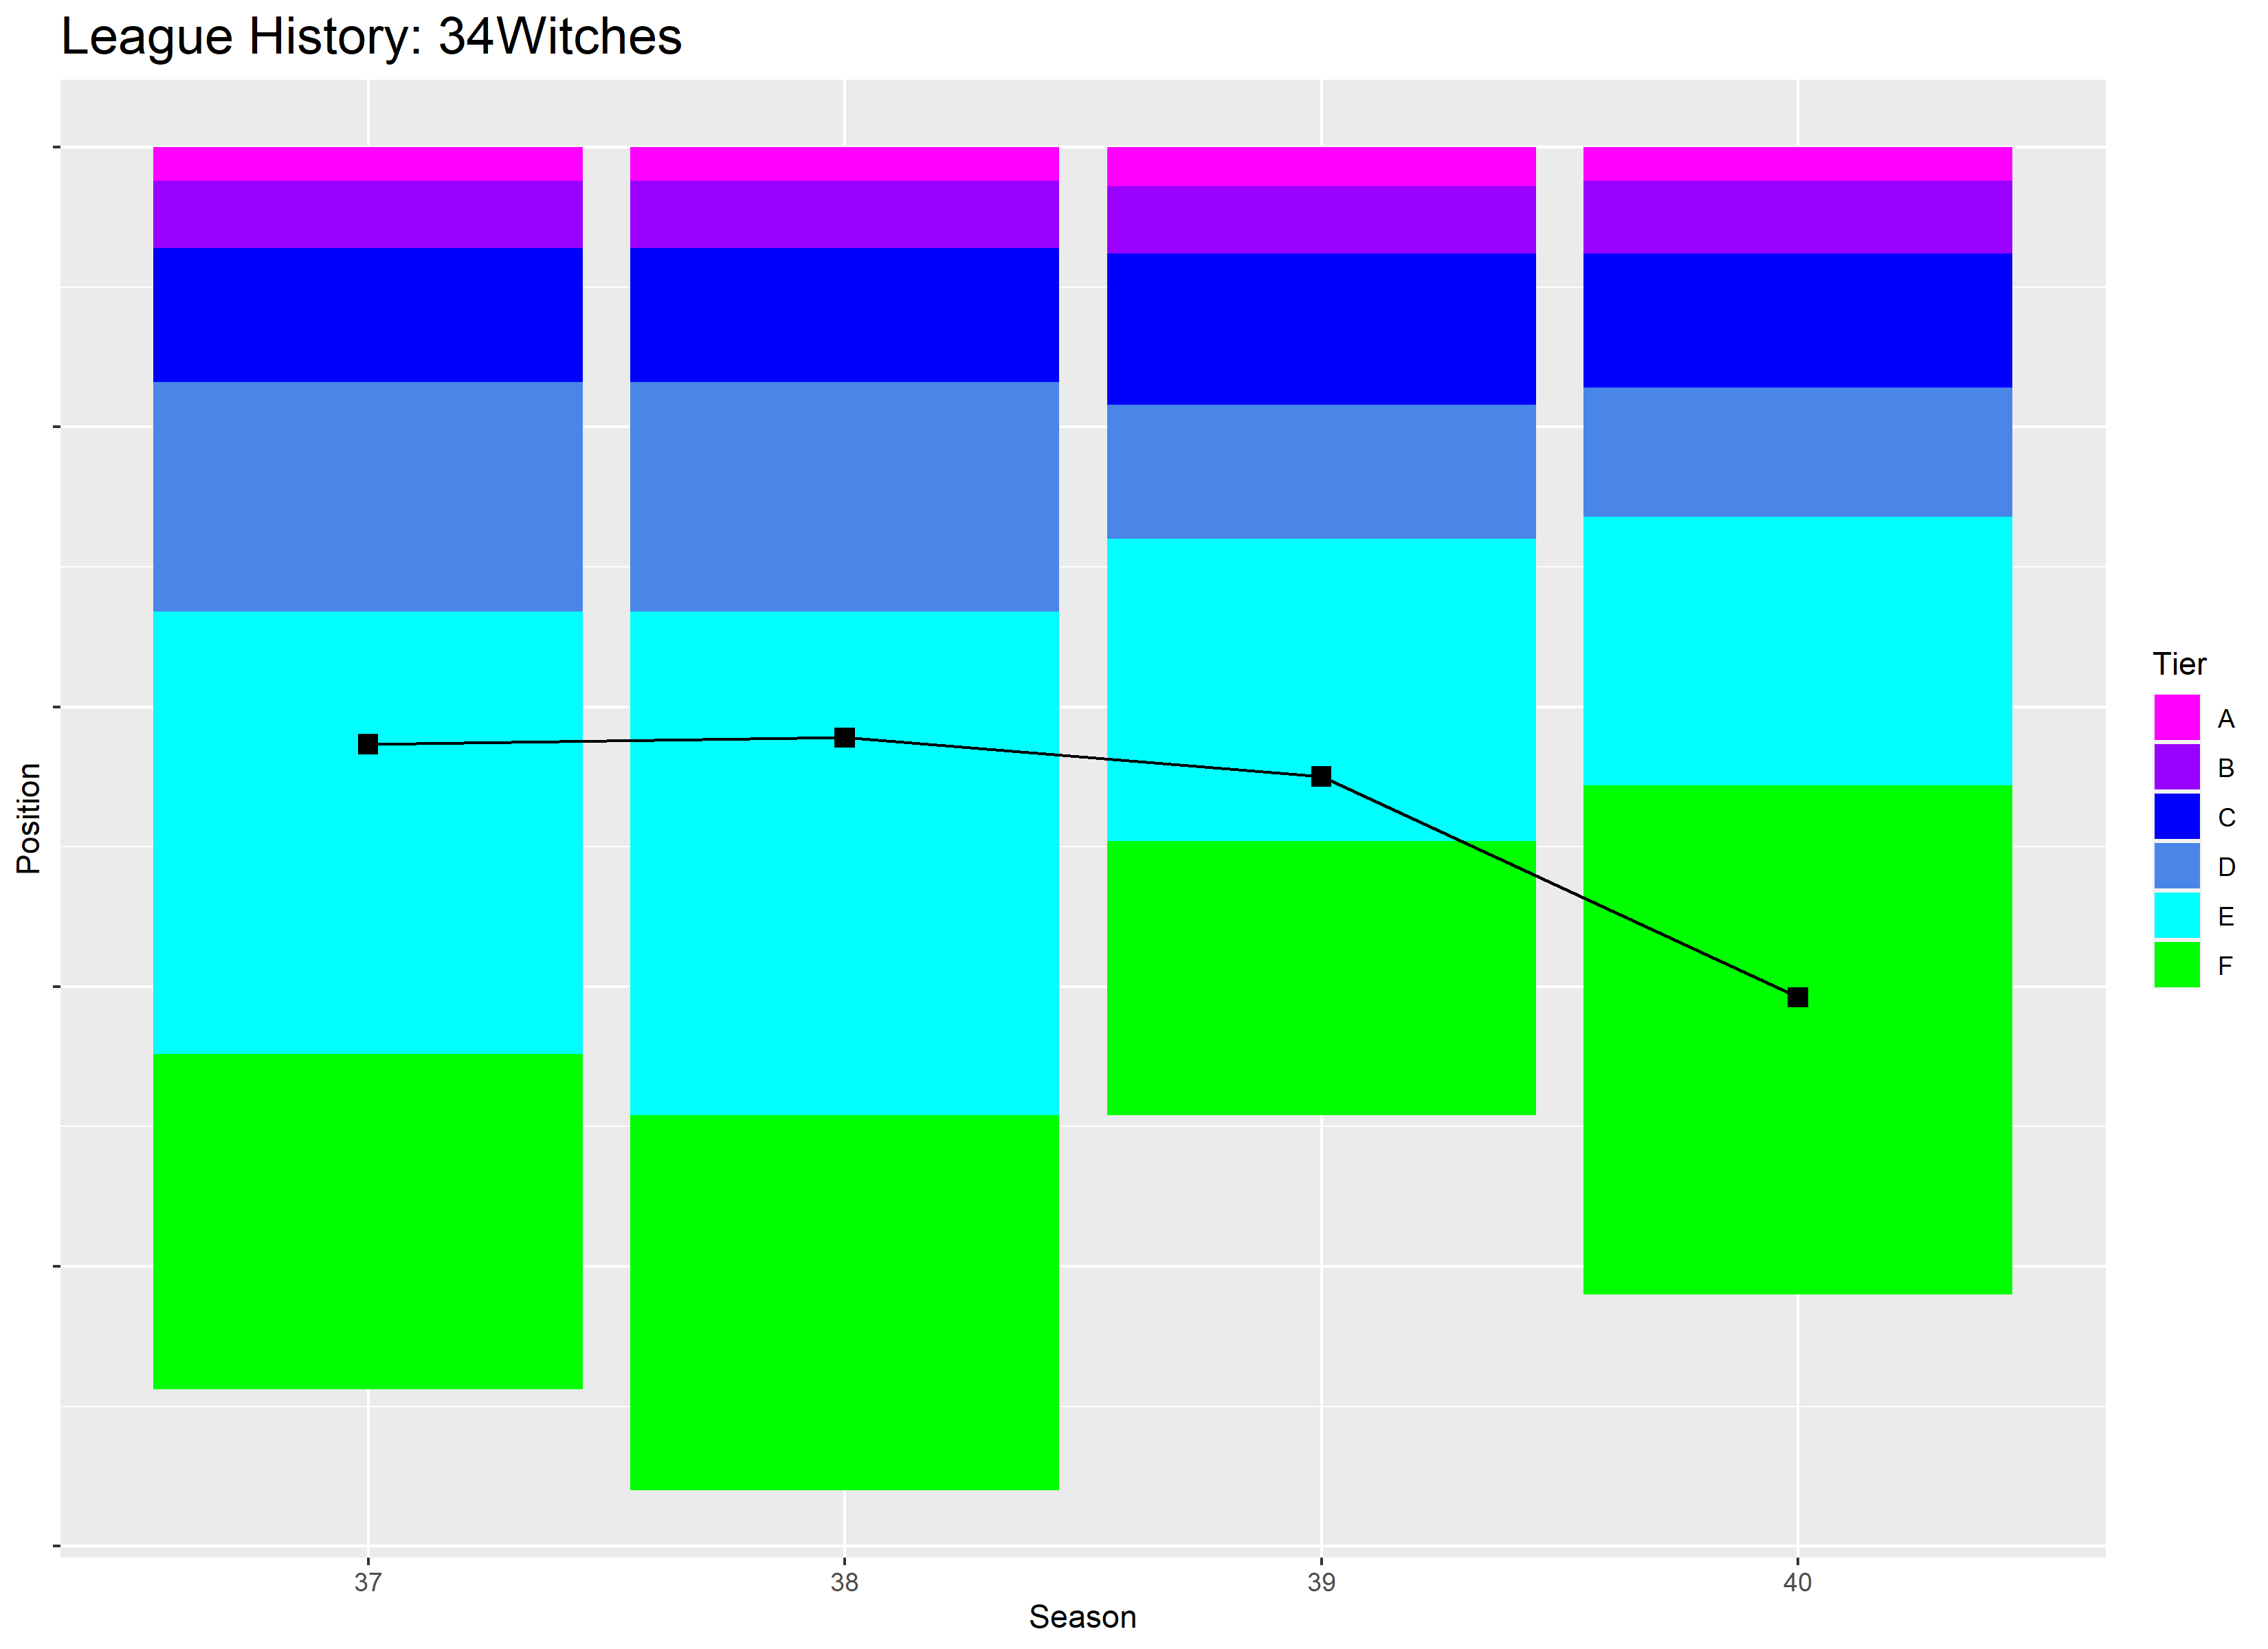 League History: 34Witches
Position
37
38
39
40
Season
Tier
A
B
C
D
E
F